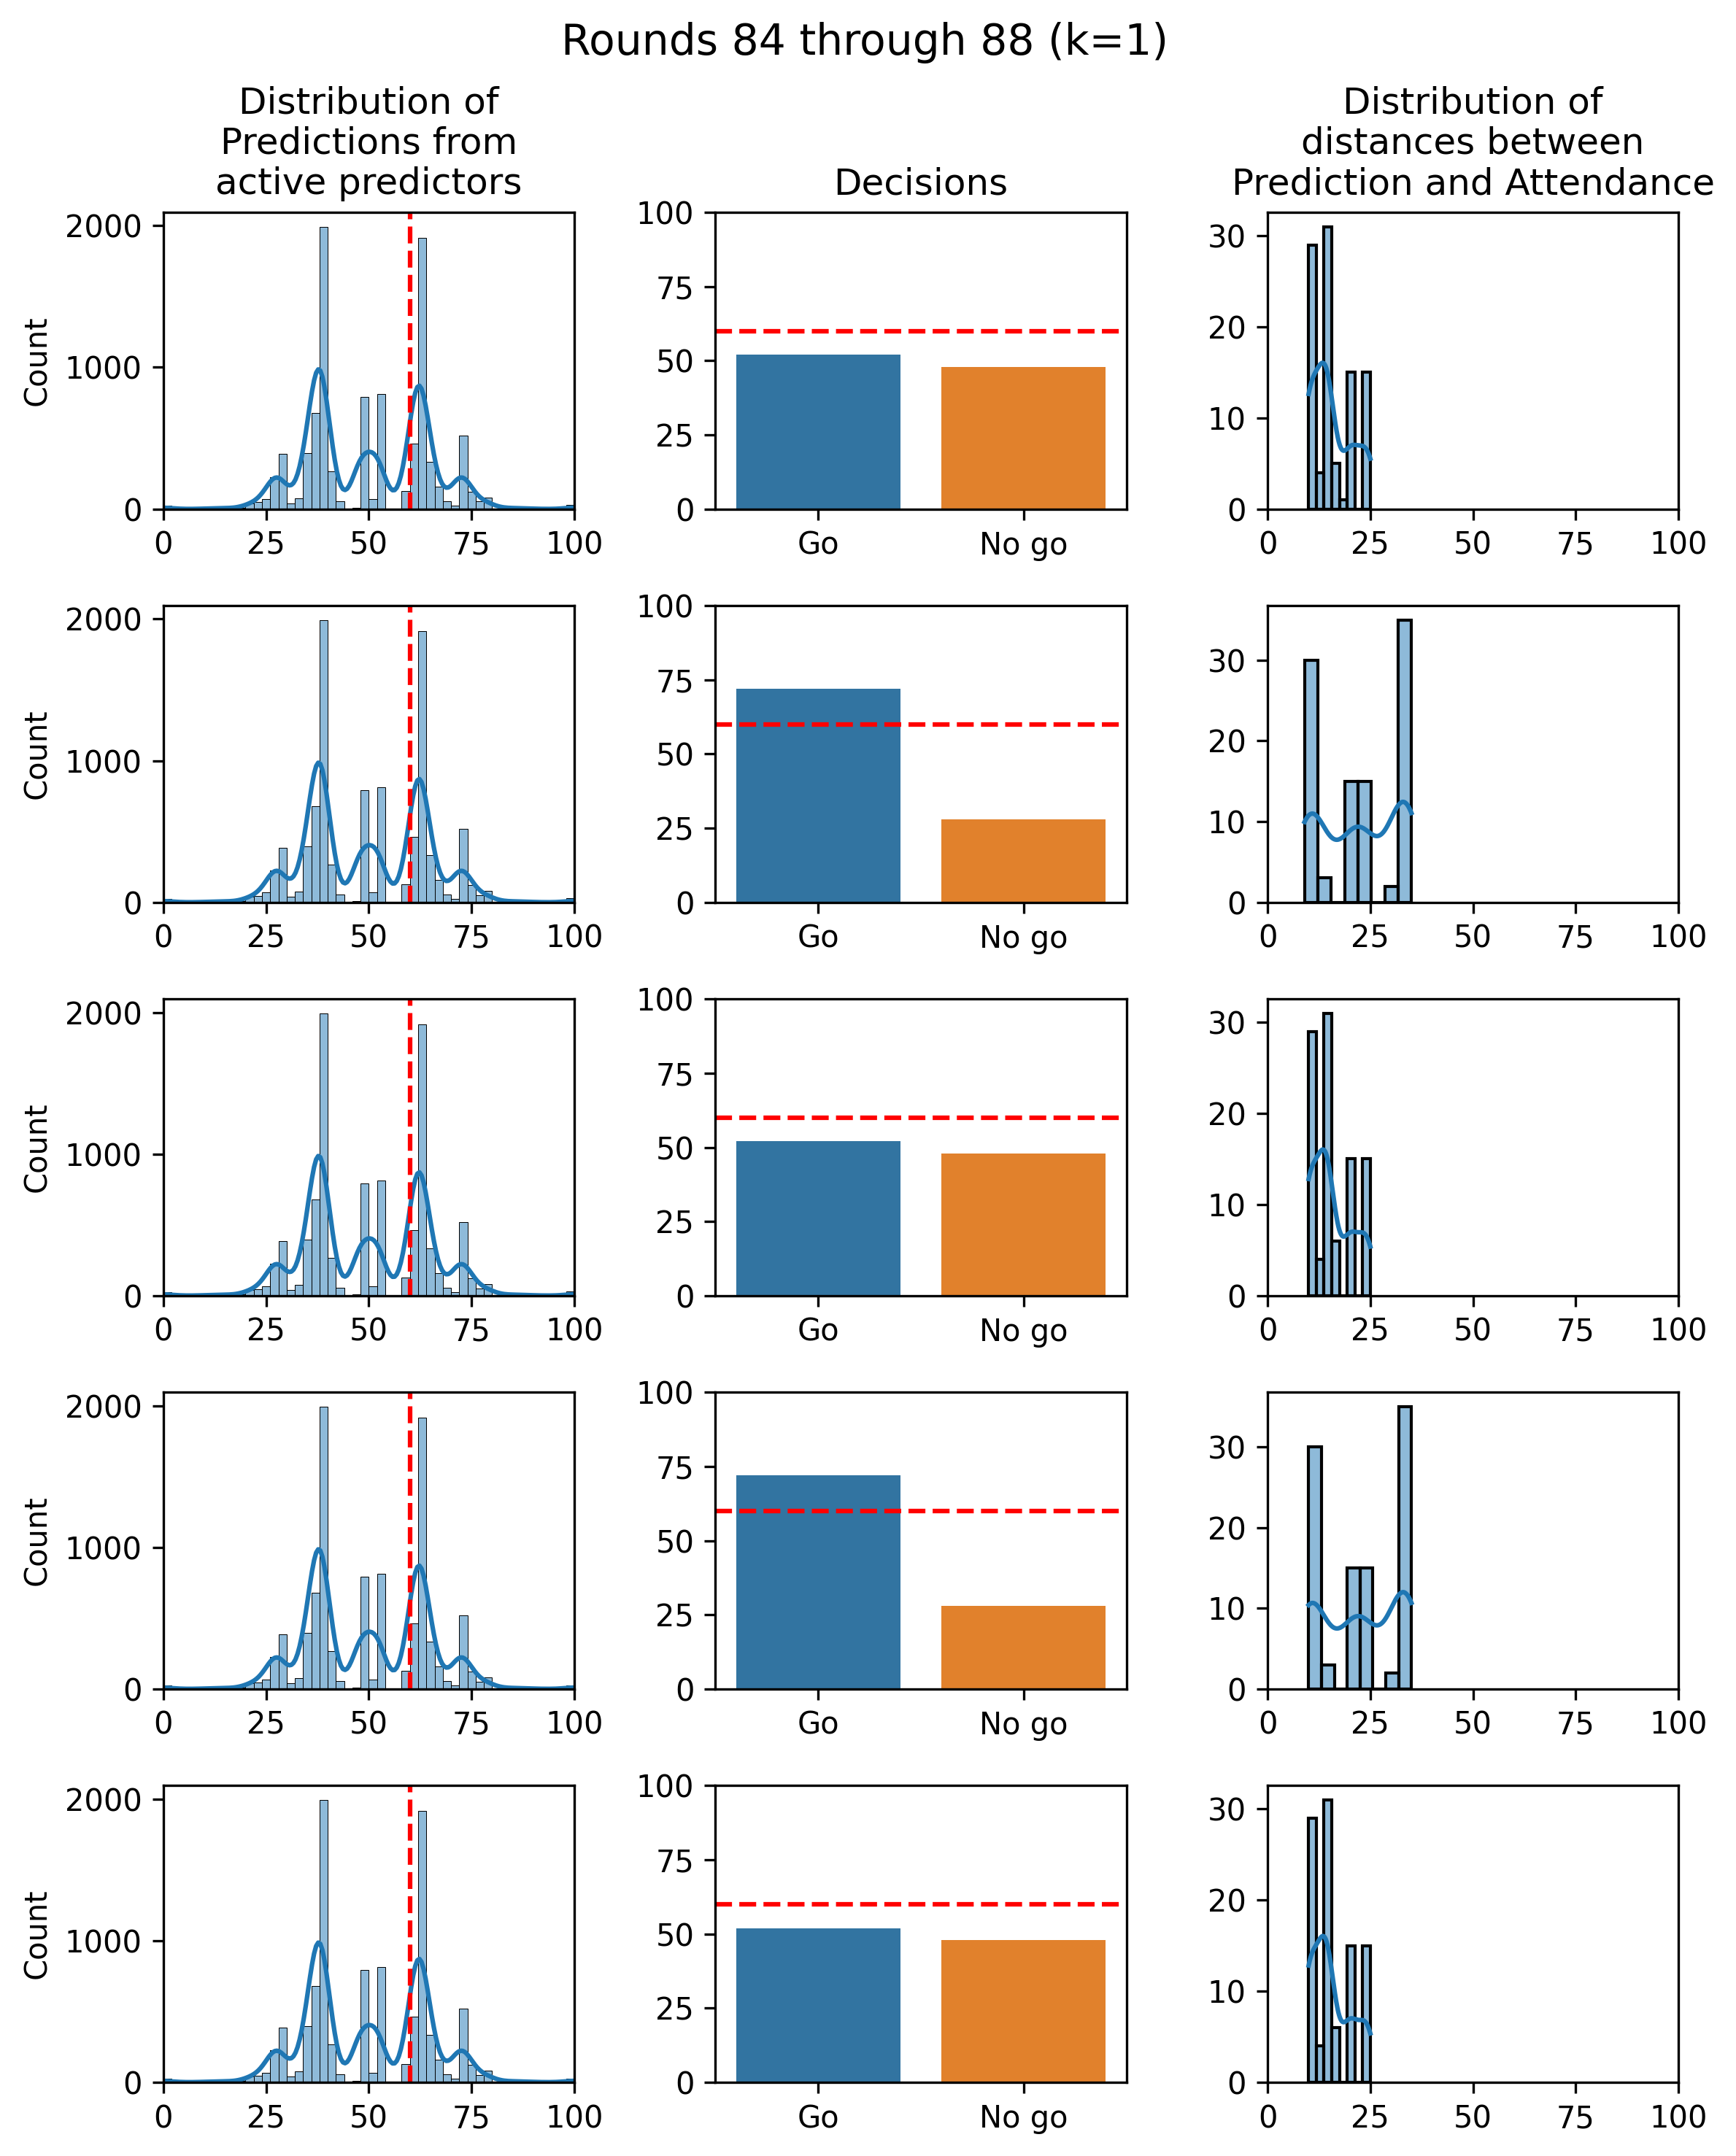 Rounds 84 through 88 (k=1)
Distribution of
Predictions from
active predictors
Decisions
Distribution of
distances between
Prediction and Attendance
2000
1000
0
Count
0 25 50 75 100
100
75
50
25
0
Go No go
30
20
10
0
0 25 50 75 100
2000
1000
0
Count
0 25 50 75 100
100
75
50
25
0
Go No go
30
20
10
0
0 25 50 75 100
2000
1000
0
Count
0 25 50 75 100
100
75
50
25
0
Go No go
30
20
10
0
0 25 50 75 100
2000
1000
0
Count
0 25 50 75 100
100
75
50
25
0
Go No go
30
20
10
0
0 25 50 75 100
2000
1000
0
Count
0 25 50 75 100
100
75
50
25
0
Go No go
30
20
10
0
0 25 50 75 100